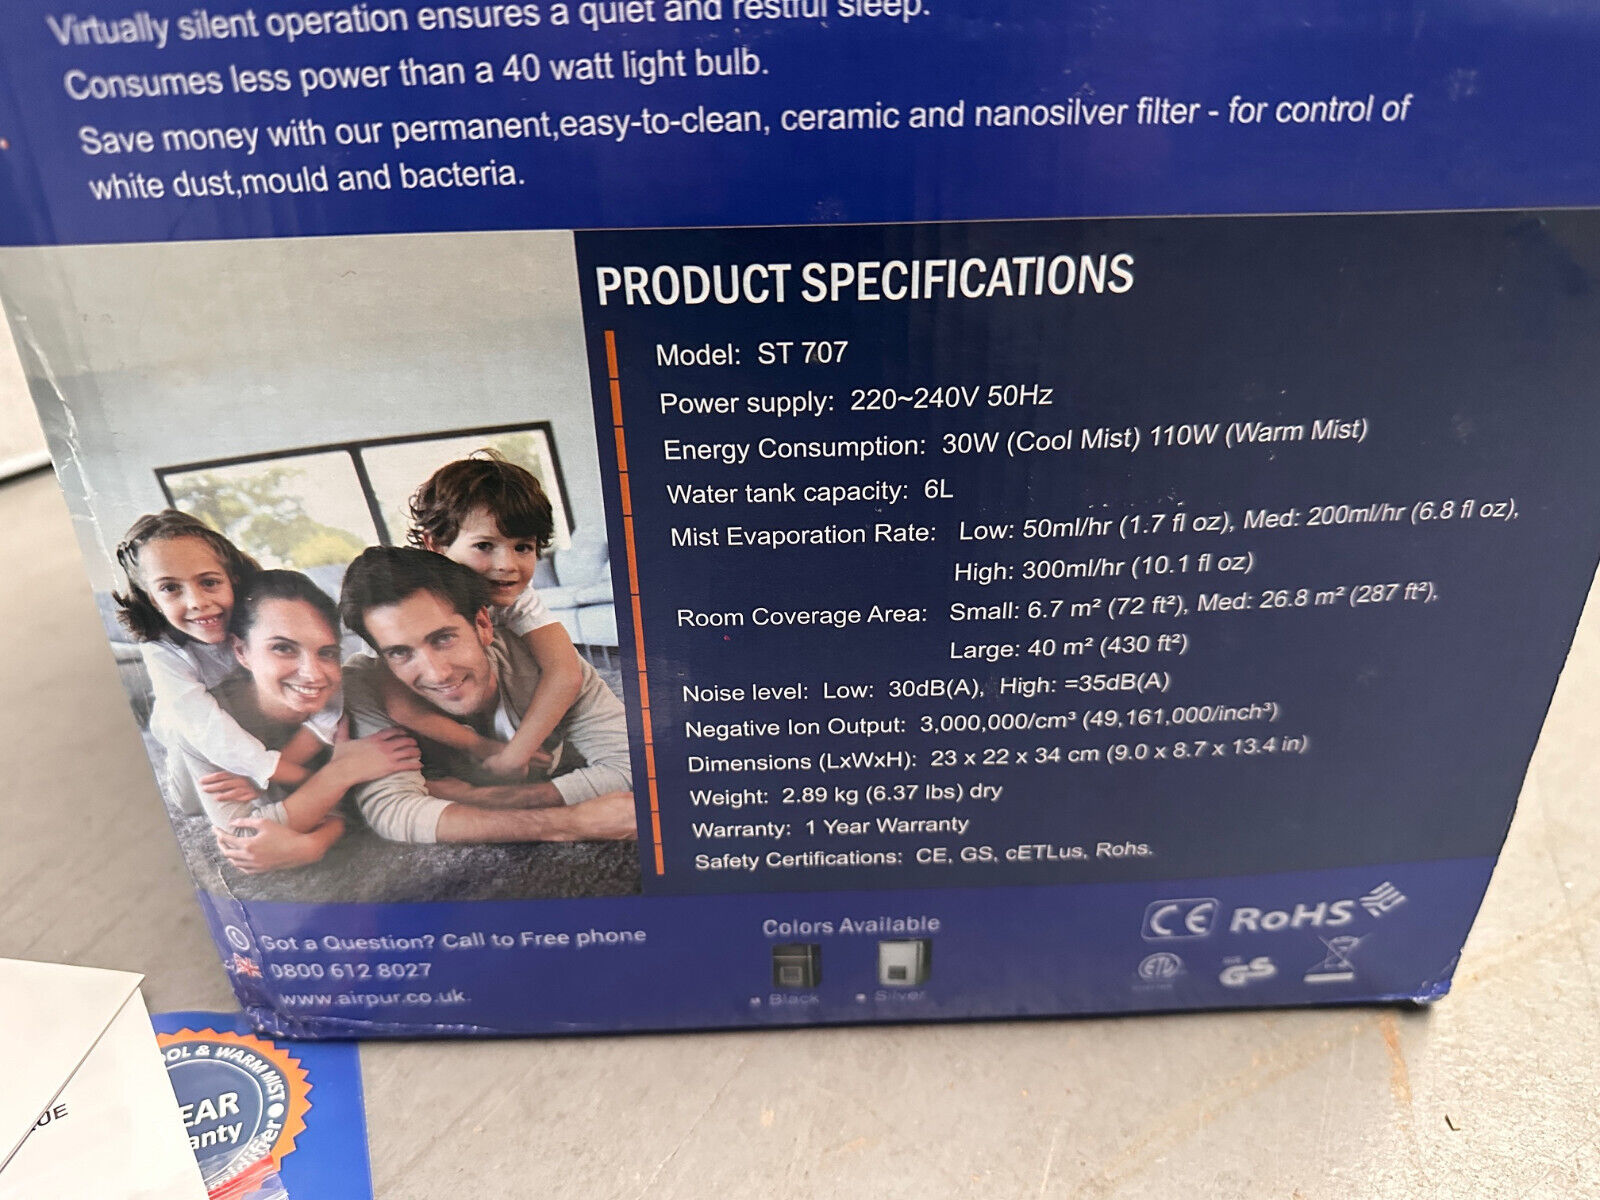 Virtually silent operation ensures a quiet and restful sleep.
Consumes less power than a 40 watt light bulb.
Save money with our permanent,easy-to-clean, ceramic and nanosilver filter - for control of
white dust,mould and bacteria.
PRODUCT SPECIFICATIONS
Model: ST 707
Power supply: 220~240V 50Hz
Energy Consumption: 30W (Cool Mist) 110W (Warm Mist)
Water tank capacity: 6L
Mist Evaporation Rate: Low: 50ml/hr (1.7 fl oz), Med: 200ml/hr (6.8 fl oz),
High: 300ml/hr (10.1 fl oz)
Room Coverage Area: Small: 6.7 m² (72 ft²), Med: 26.8 m² (287 ft²),
Large: 40 m² (430 ft²)
Noise level: Low: 30dB(A), High: =35dB(A)
Negative Ion Output: 3,000,000/cm³ (49,161,000/inch³)
Dimensions (LxWxH): 23 x 22 x 34 cm (9.0 x 8.7 x 13.4 in)
Weight: 2.89 kg (6.37 lbs) dry
Warranty: 1 Year Warranty
Safety Certifications: CE, GS, cETLus, Rohs.
Got a Question? Call to Free phone
0800 612 8027
www.airpur.co.uk
Colors Available
Black
Silver
CE RoHS
ETL
GS
OOL & WARM MIST
EAR
anty
UE